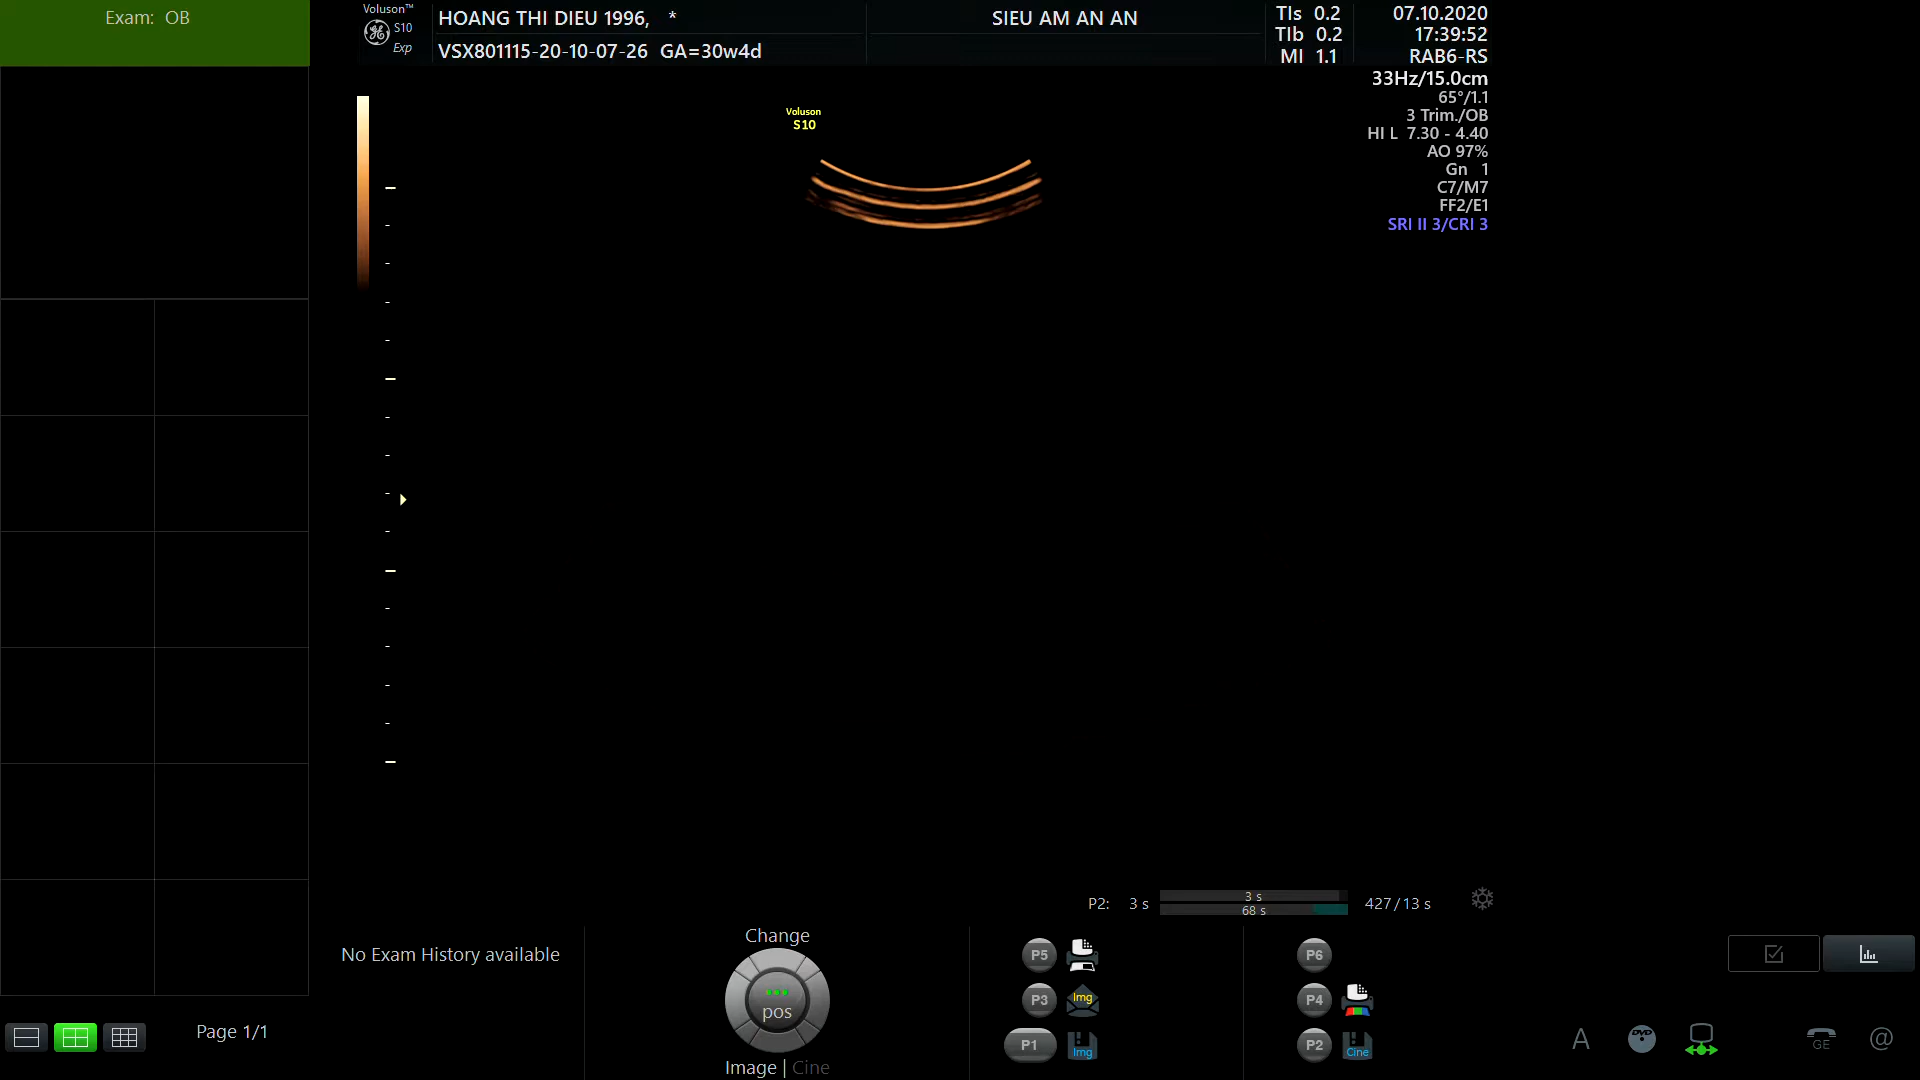 Exam: OB
Voluson™
S10
Exp
HOANG THI DIEU 1996, *
VSX801115-20-10-07-26 GA=30w4d
SIEU AM AN AN
TIs 0.2
TIb 0.2
MI 1.1
07.10.2020
17:39:52
RAB6-RS
33Hz/15.0cm
65°/1.1
3 Trim./OB
HI L 7.30 - 4.40
AO 97%
Gn 1
C7/M7
FF2/E1
SRI II 3/CRI 3
Voluson
S10
P2: 3 s
3 s
68 s
427/13 s
No Exam History available
Change
pos
Image | Cine
P5
P3 Img
P1 Img
P6
P4
P2 Cine
Page 1/1
A
DVD
GE
@